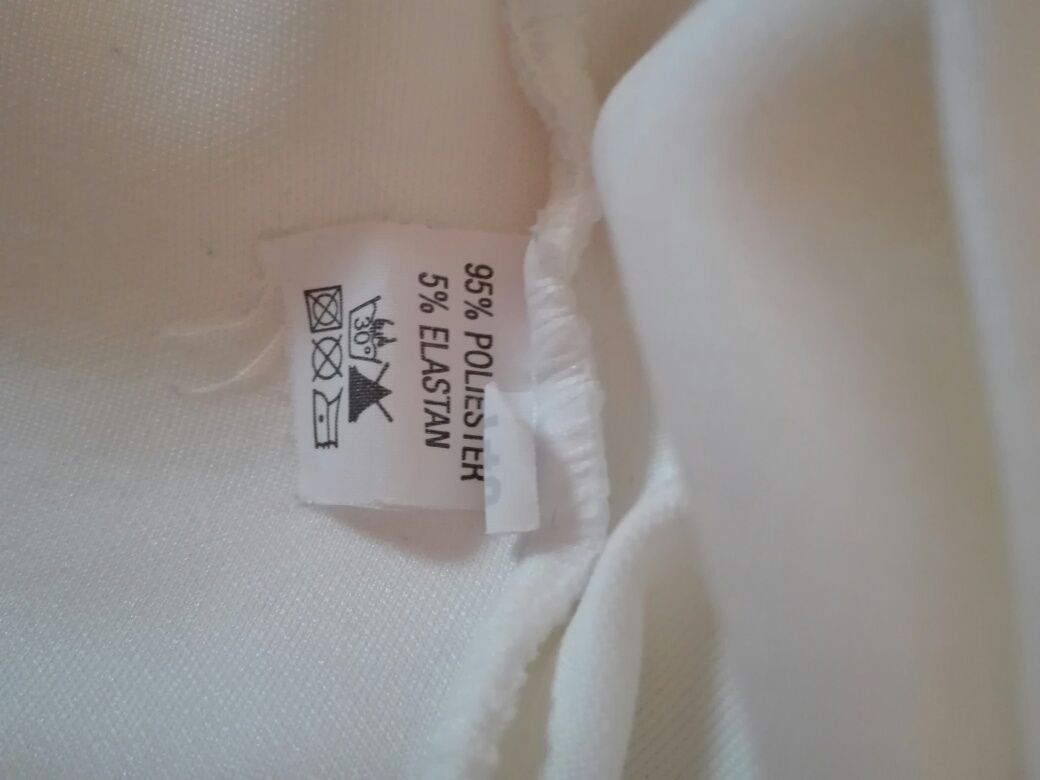 95% POLIESTER
5% ELASTAN
30°